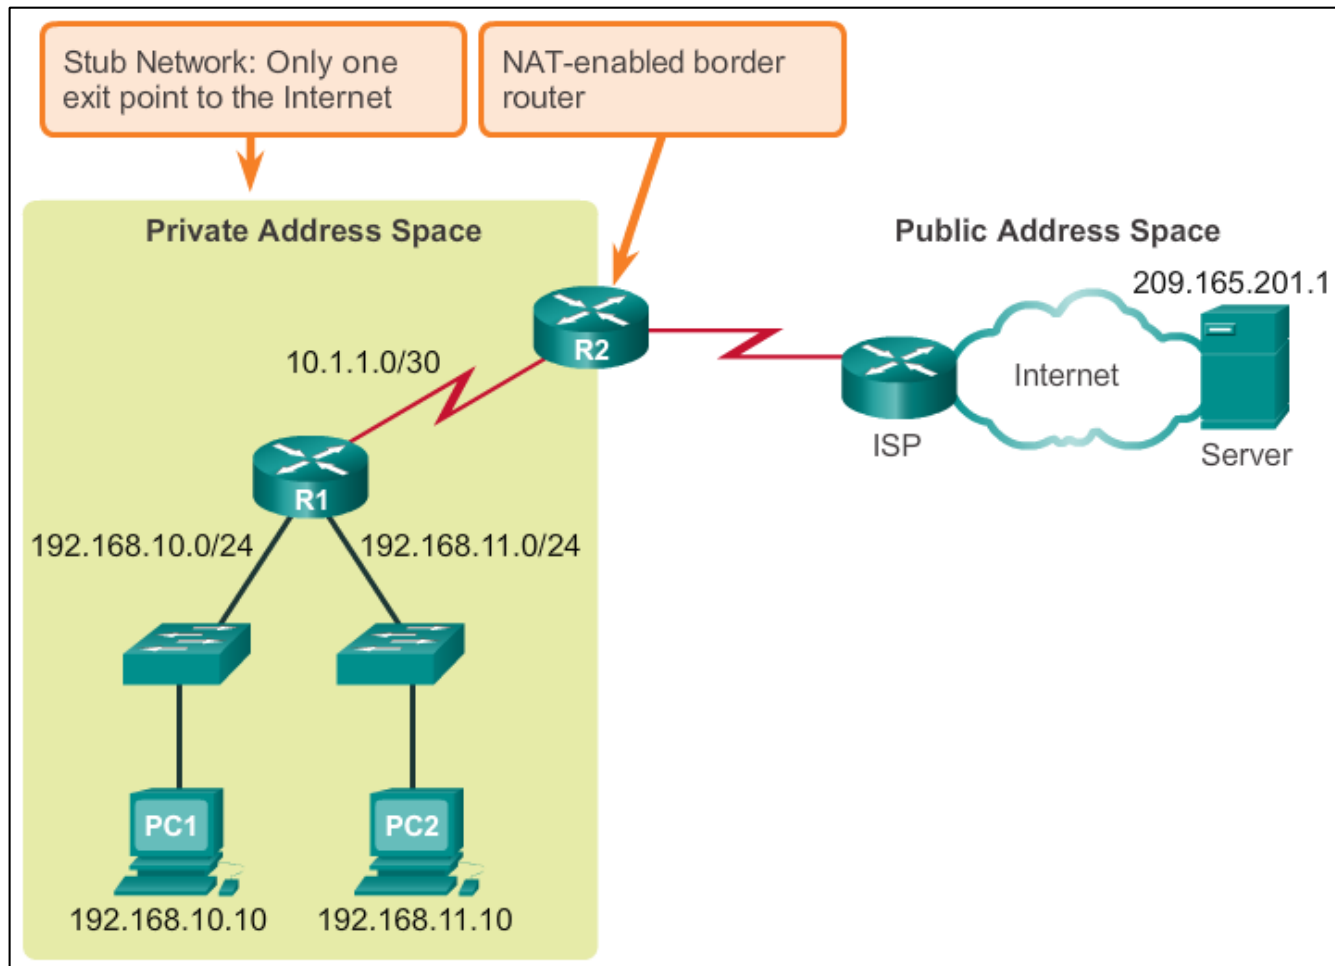 Stub Network: Only one
exit point to the Internet
NAT-enabled border
router
Private Address Space
Public Address Space
209.165.201.1
R2
10.1.1.0/30
Internet
ISP
Server
R1
192.168.10.0/24
192.168.11.0/24
PC1
PC2
192.168.10.10
192.168.11.10